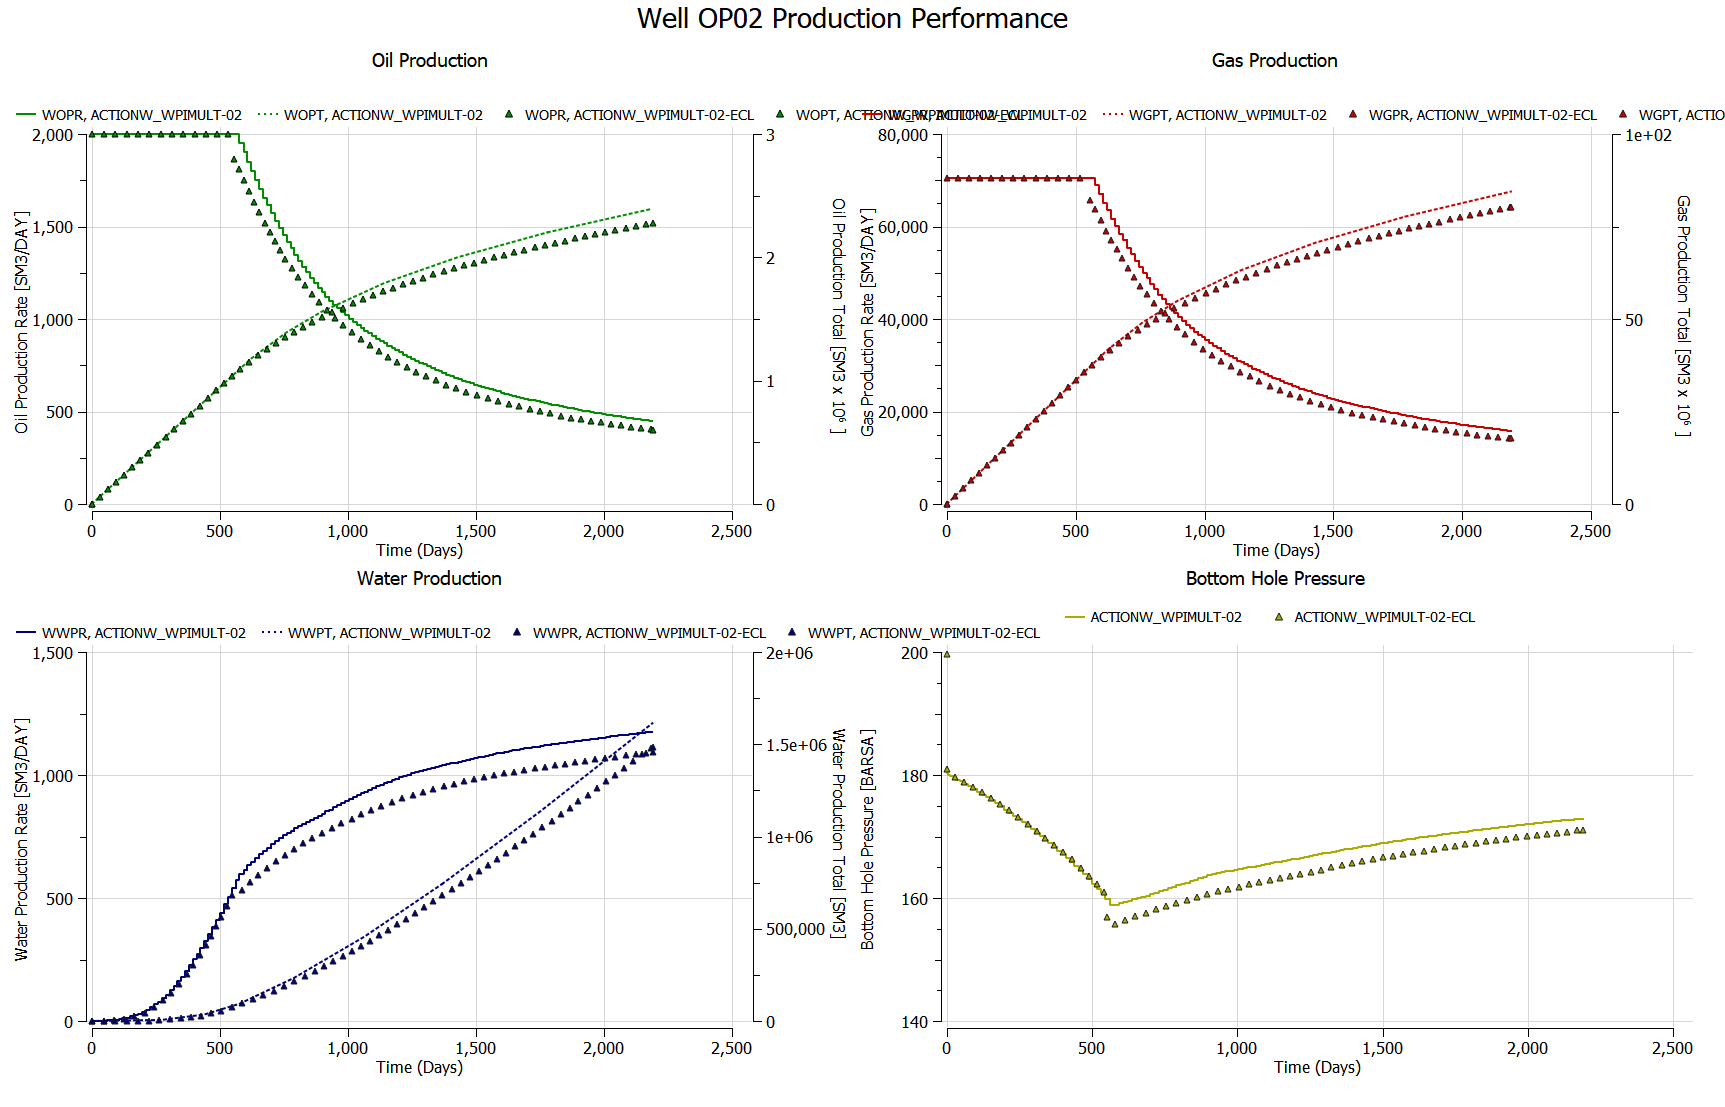 Well OP02 Production Performance
Oil Production
WOPR, ACTIONW_WPIMULT-02
WOPT, ACTIONW_WPIMULT-02
WOPR, ACTIONW_WPIMULT-02-ECL
WOPT, ACTIONW_WPIMULT-02-ECL
2,000
1,500
1,000
500
0
Oil Production Rate [SM3/DAY]
3
2
1
0
Oil Production Total [SM3 x 10⁶ ]
0
500
1,000
1,500
2,000
2,500
Time (Days)
Gas Production
WGPR, ACTIONW_WPIMULT-02
WGPT, ACTIONW_WPIMULT-02
WGPR, ACTIONW_WPIMULT-02-ECL
WGPT, ACTIO
80,000
60,000
40,000
20,000
0
Gas Production Rate [SM3/DAY]
1e+02
50
0
Gas Production Total [SM3 x 10⁶ ]
0
500
1,000
1,500
2,000
2,500
Time (Days)
Water Production
WWPR, ACTIONW_WPIMULT-02
WWPT, ACTIONW_WPIMULT-02
WWPR, ACTIONW_WPIMULT-02-ECL
WWPT, ACTIONW_WPIMULT-02-ECL
1,500
1,000
500
0
Water Production Rate [SM3/DAY]
2e+06
1.5e+06
1e+06
500,000
0
Water Production Total [SM3]
0
500
1,000
1,500
2,000
2,500
Time (Days)
Bottom Hole Pressure
ACTIONW_WPIMULT-02
ACTIONW_WPIMULT-02-ECL
200
180
160
140
Bottom Hole Pressure [BARSA]
0
500
1,000
1,500
2,000
2,500
Time (Days)